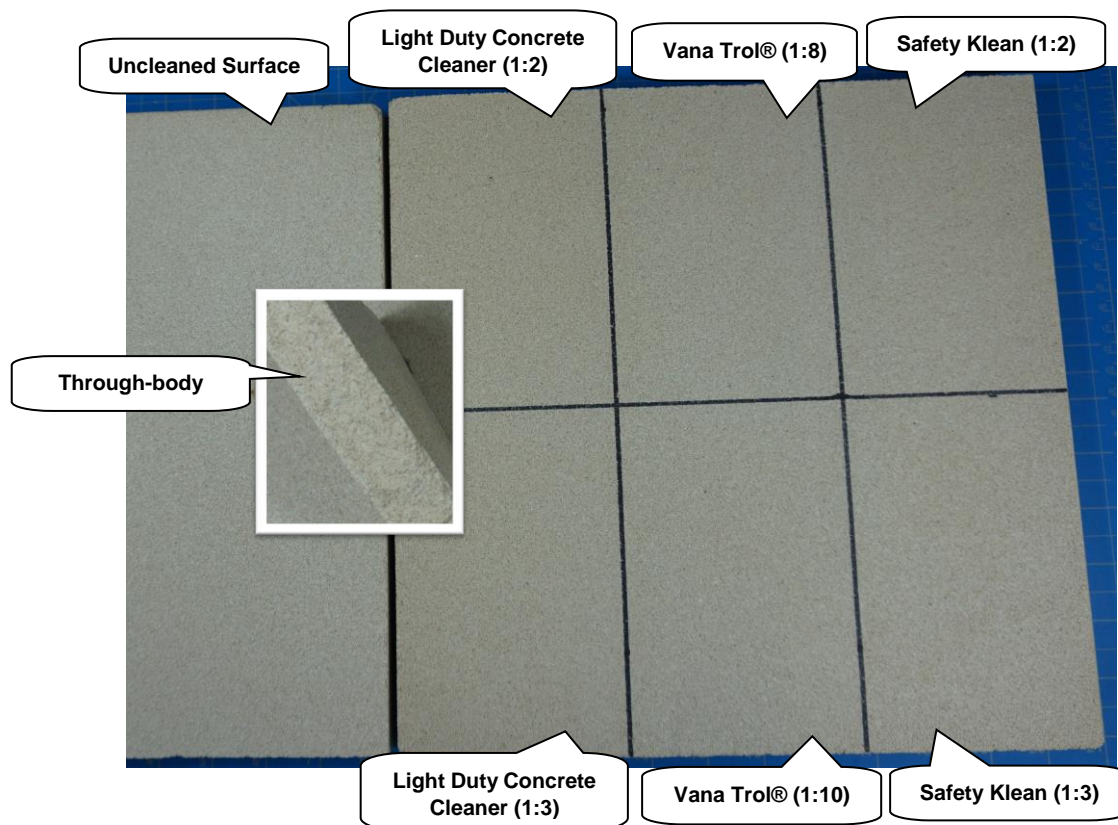 Uncleaned Surface
Light Duty Concrete
Cleaner (1:2)
Vana Trol® (1:8)
Safety Klean (1:2)
Through-body
Light Duty Concrete
Cleaner (1:3)
Vana Trol® (1:10)
Safety Klean (1:3)